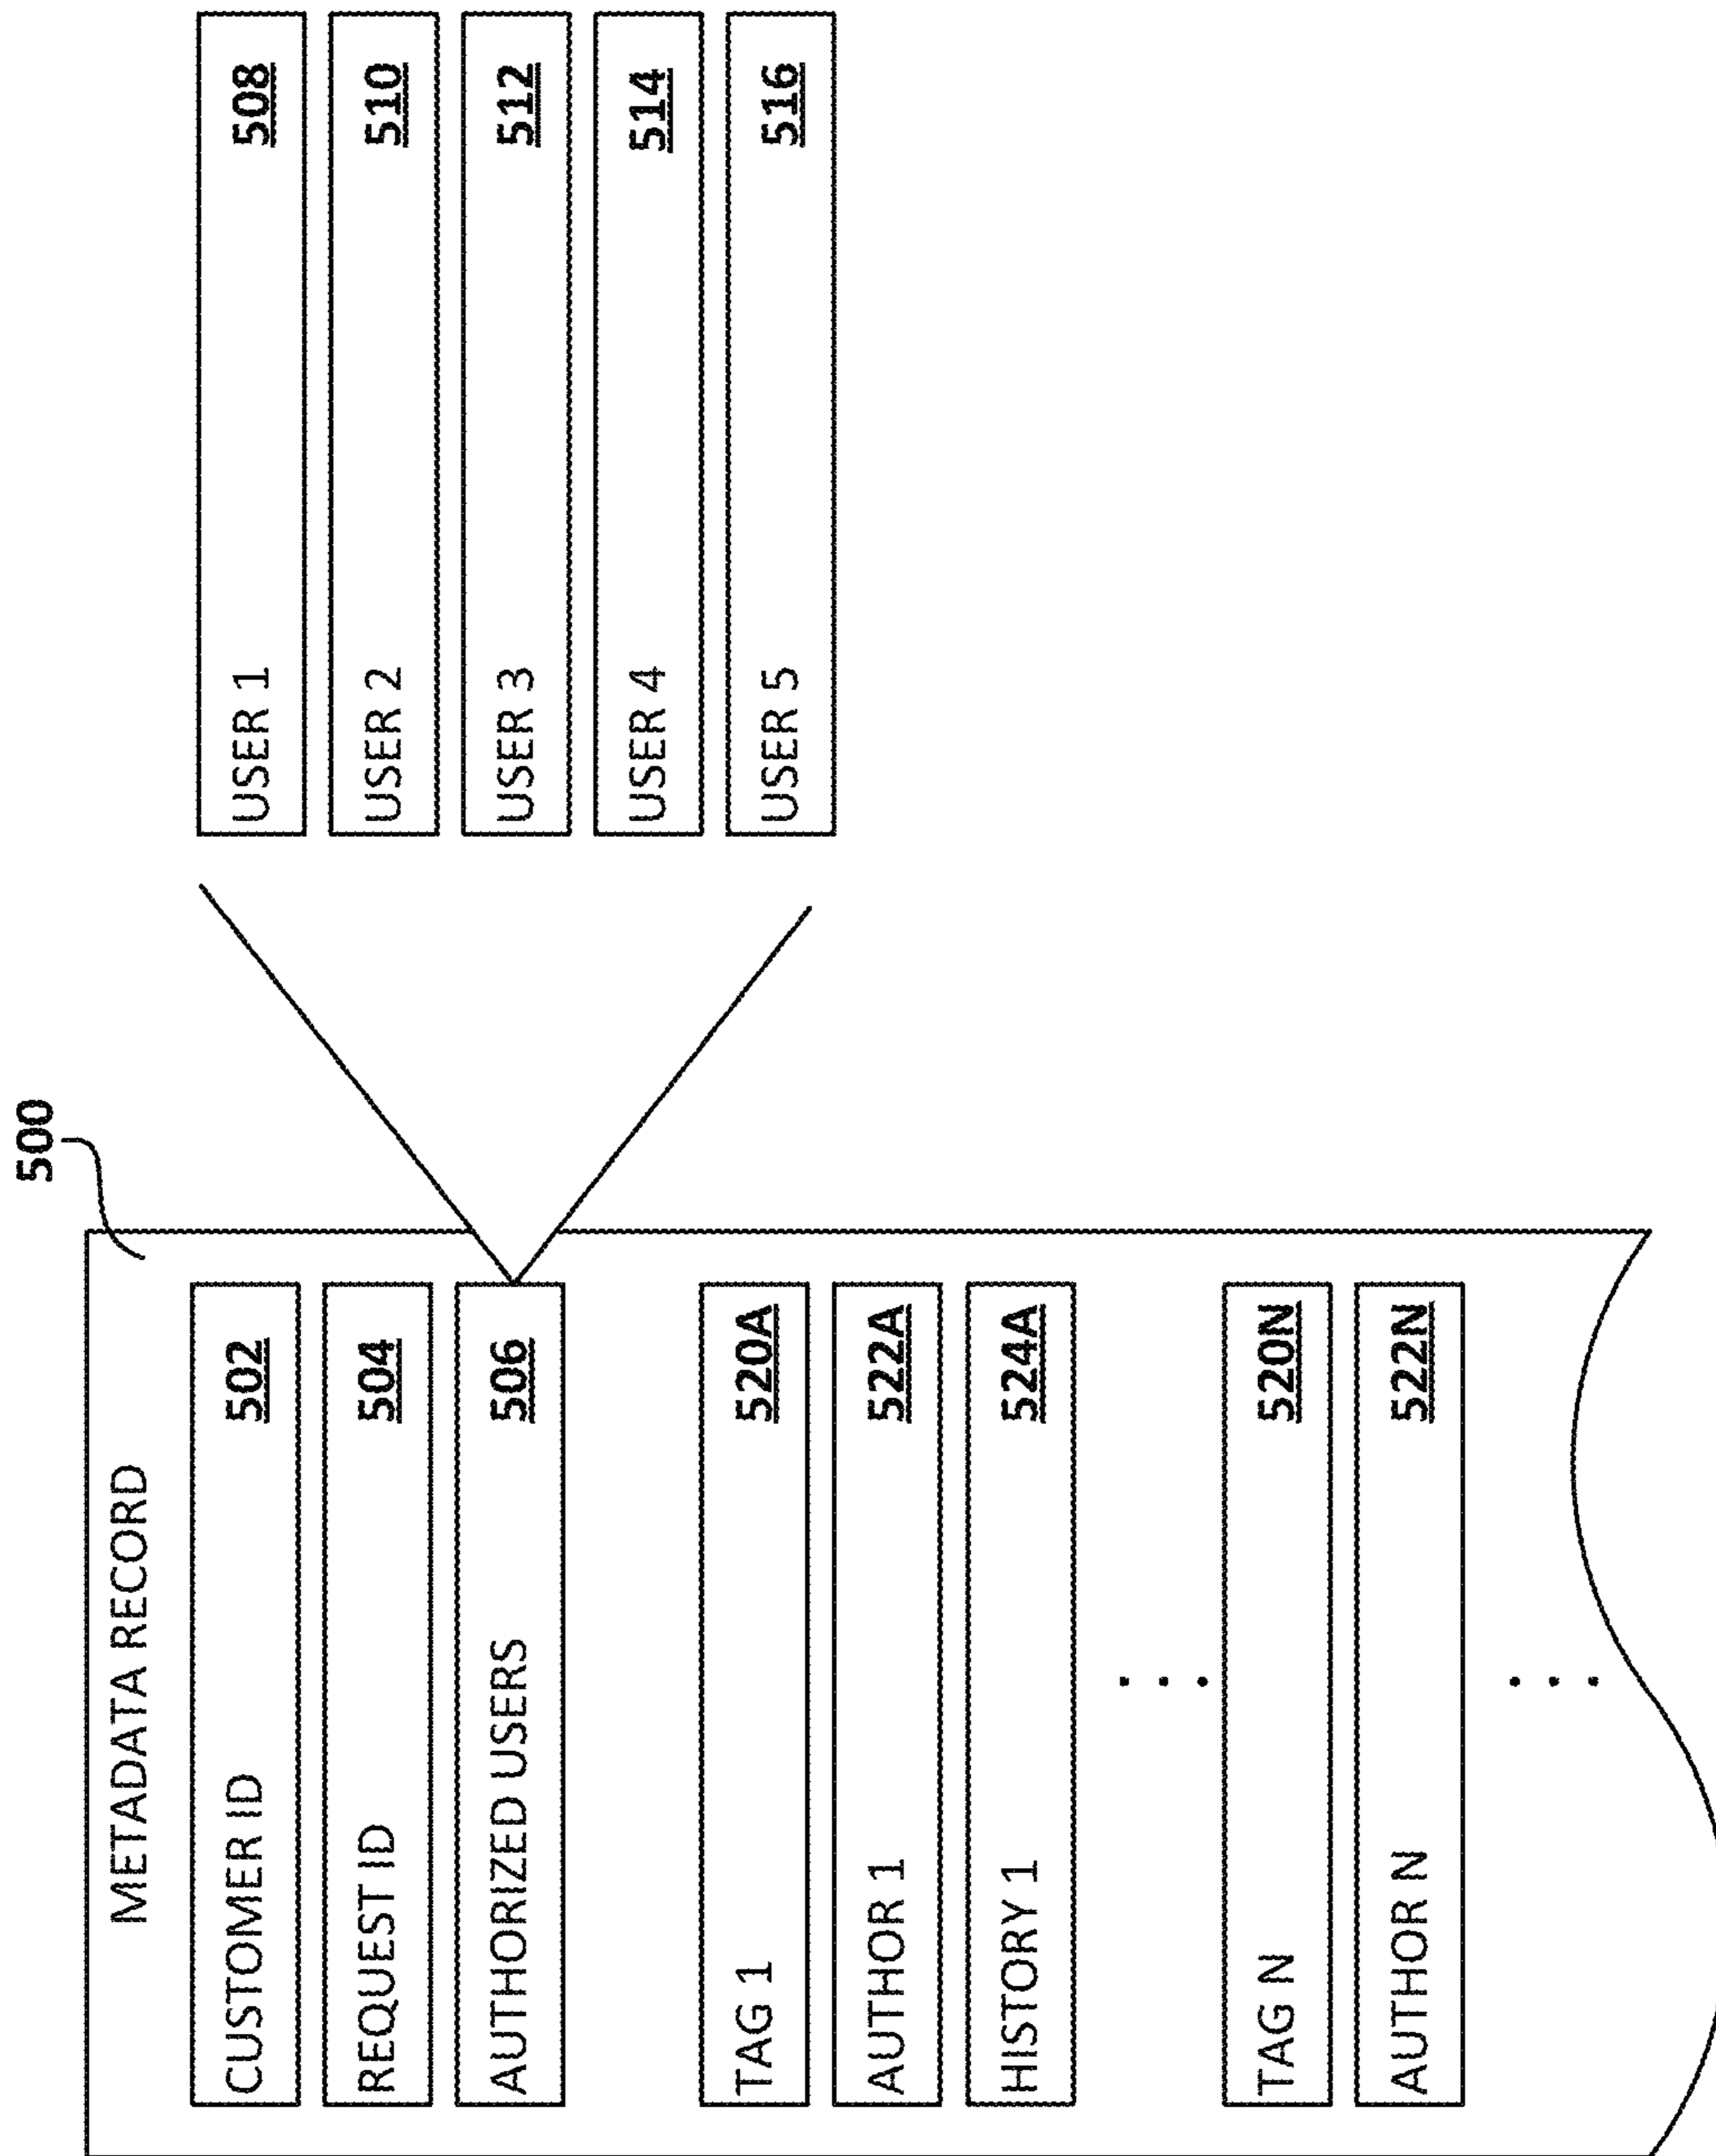 500
METADATA RECORD
CUSTOMER ID 502
REQUEST ID 504
AUTHORIZED USERS 506
TAG 1 520A
AUTHOR 1 522A
HISTORY 1 524A
...
TAG N 520N
AUTHOR N 522N
...
USER 1 508
USER 2 510
USER 3 512
USER 4 514
USER 5 516